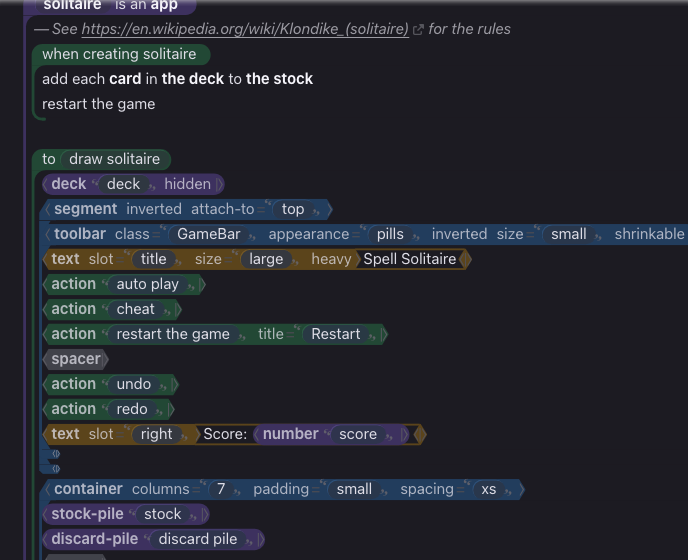 solitaire is an app
— See https://en.wikipedia.org/wiki/Klondike_(solitaire) for the rules
when creating solitaire
add each card in the deck to the stock
restart the game
to draw solitaire
deck “deck„ hidden
segment inverted attach-to=“top„
toolbar class=“GameBar„ appearance=“pills„ inverted size=“small„ shrinkable
text slot=“title„ size=“large„ heavy Spell Solitaire
action “auto play„
action “cheat„
action “restart the game„ title=“Restart„
spacer
action “undo„
action “redo„
text slot=“right„ Score: number “score„
container columns=“7„ padding=“small„ spacing=“xs„
stock-pile “stock„
discard-pile “discard pile„